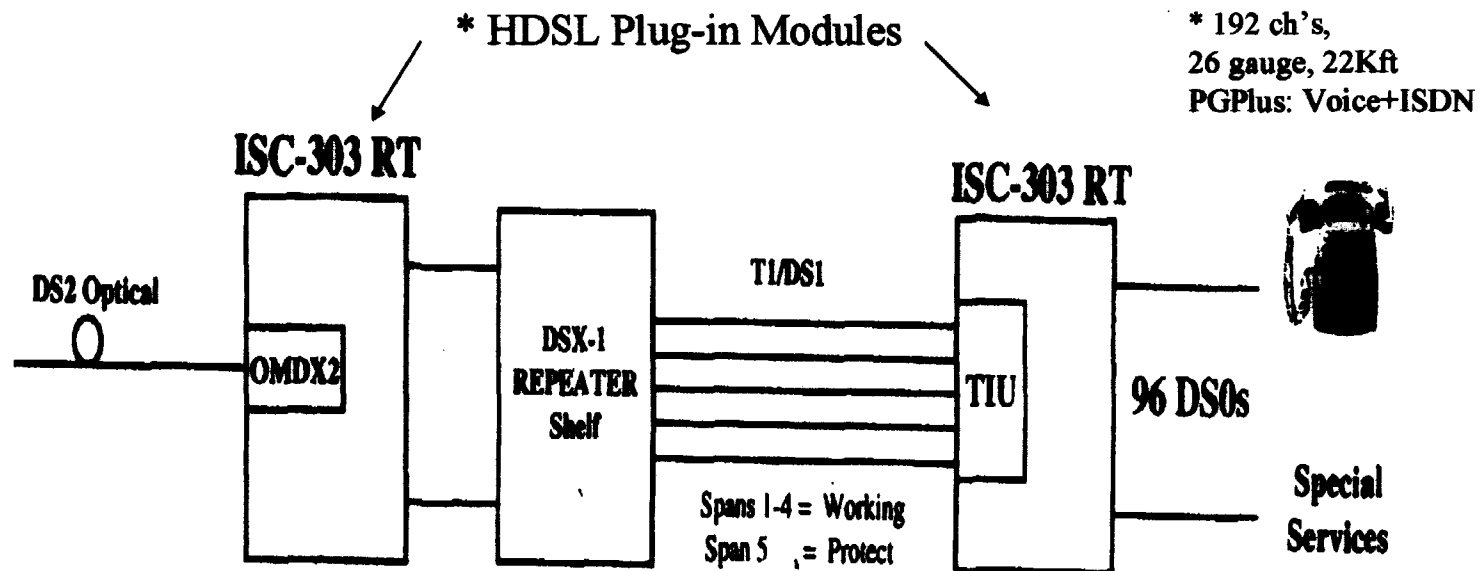 * HDSL Plug-in Modules
* 192 ch's,
26 gauge, 22Kft
PGPlus: Voice+ISDN
ISC-303 RT
ISC-303 RT
DS2 Optical
OMDX2
DSX-1
REPEATER
Shelf
T1/DS1
TIU
96 DS0s
Spans 1-4 = Working
Span 5 = Protect
Special
Services